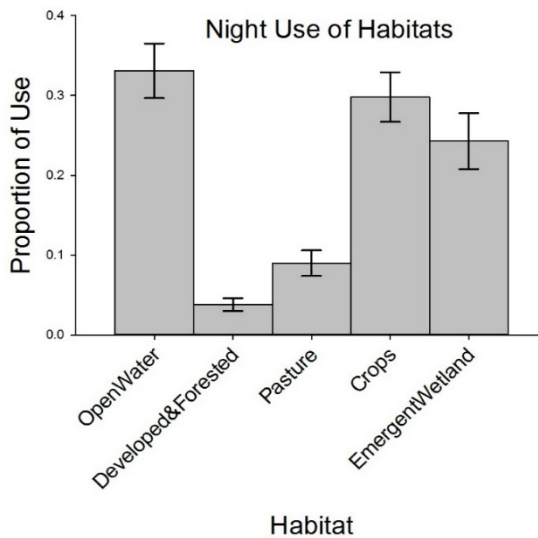 Night Use of Habitats
Proportion of Use
0.4
0.3
0.2
0.1
0.0
OpenWater
Developed&Forested
Pasture
Crops
EmergentWetland
Habitat